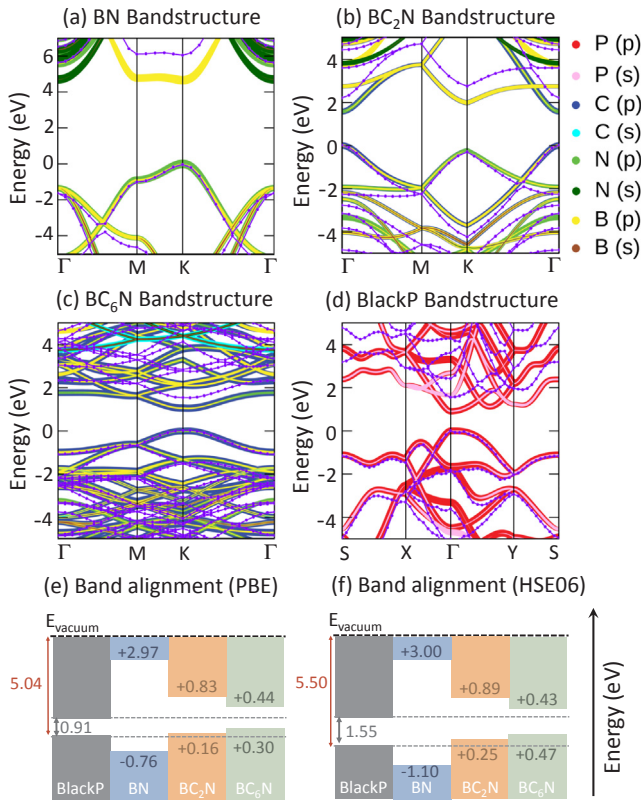 (a) BN Bandstructure
Energy (eV)
6
4
2
0
-2
-4
Γ M K Γ
(b) BC₂N Bandstructure
Energy (eV)
4
2
0
-2
-4
Γ M K Γ
P (p)
P (s)
C (p)
C (s)
N (p)
N (s)
B (p)
B (s)
(c) BC₆N Bandstructure
Energy (eV)
4
2
0
-2
-4
Γ M K Γ
(d) BlackP Bandstructure
Energy (eV)
4
2
0
-2
-4
S X Γ Y S
(e) Band alignment (PBE)
E_vacuum
+2.97
+0.83
+0.44
5.04
0.91
-0.76
+0.16
+0.30
BlackP BN BC₂N BC₆N
(f) Band alignment (HSE06)
E_vacuum
+3.00
+0.89
+0.43
5.50
1.55
-1.10
+0.25
+0.47
BlackP BN BC₂N BC₆N
Energy (eV)